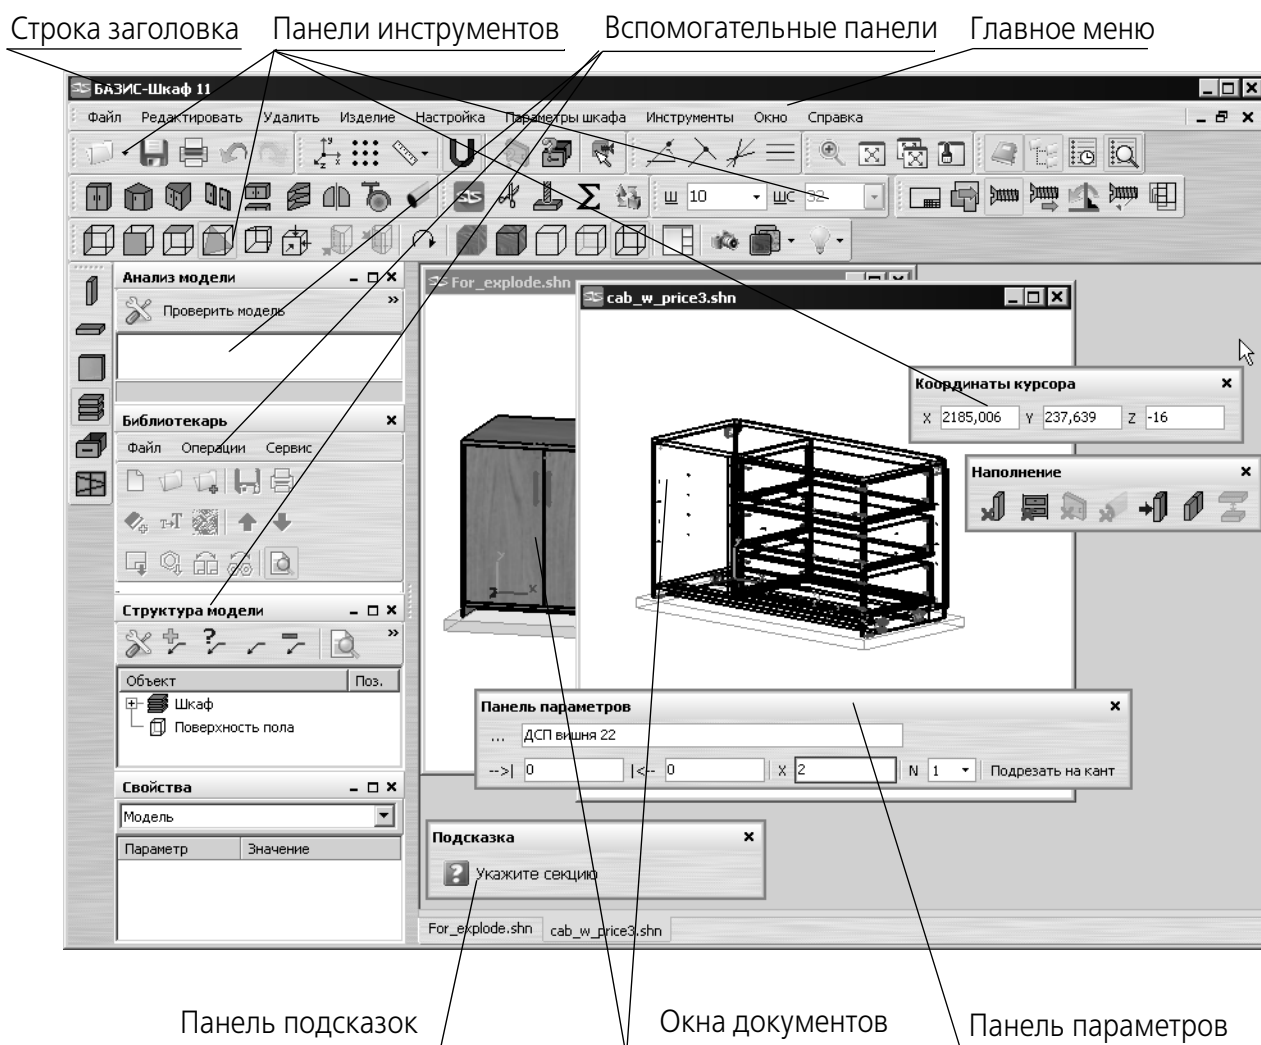 Строка заголовка Панели инструментов Вспомогательные панели Главное меню
БАЗИС-Шкаф 11
Файл Редактировать Удалить Изделие Настройка Параметры шкафа Инструменты Окно Справка
Ш 10 ШС 32
Анализ модели
Проверить модель
For_explode.shn
cab_w_price3.shn
Координаты курсора
X 2185,006 Y 237,639 Z -16
Библиотекарь
Файл Операции Сервис
Наполнение
Структура модели
Объект Поз.
Шкаф
Поверхность пола
Панель параметров
... ДСП вишня 22
-->| 0 |<-- 0 X 2 N 1 Подрезать на кант
Свойства
Модель
Параметр Значение
Подсказка
Укажите секцию
For_explode.shn cab_w_price3.shn
Панель подсказок Окна документов Панель параметров